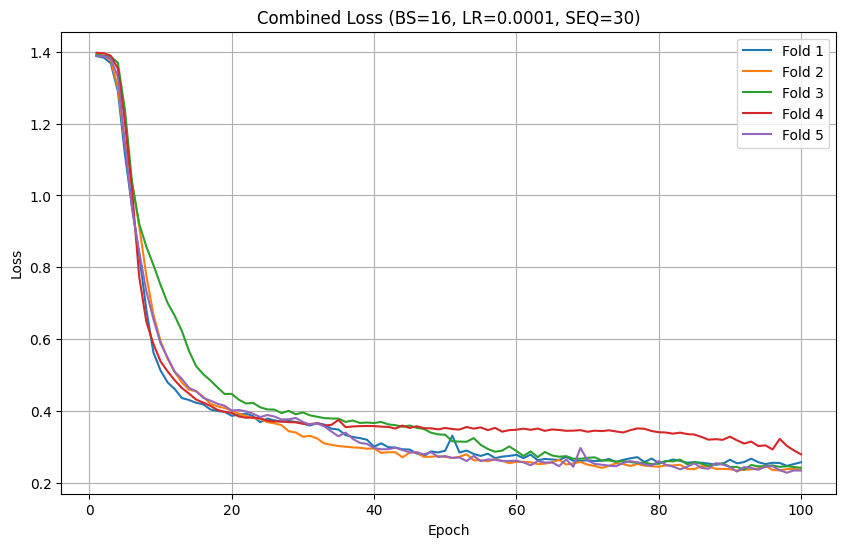 Combined Loss (BS=16, LR=0.0001, SEQ=30)
Loss
1.4
1.2
1.0
0.8
0.6
0.4
0.2
Fold 1
Fold 2
Fold 3
Fold 4
Fold 5
0 20 40 60 80 100
Epoch